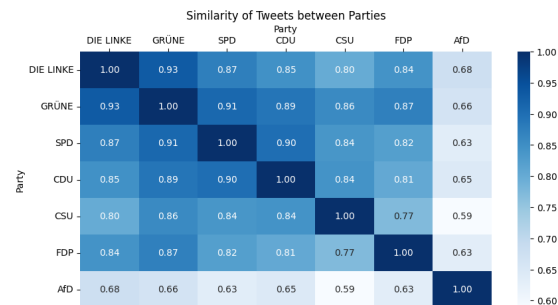 Similarity of Tweets between Parties
Party
DIE LINKE GRÜNE SPD CDU CSU FDP AfD
DIE LINKE 1.00 0.93 0.87 0.85 0.80 0.84 0.68
GRÜNE 0.93 1.00 0.91 0.89 0.86 0.87 0.66
SPD 0.87 0.91 1.00 0.90 0.84 0.82 0.63
CDU 0.85 0.89 0.90 1.00 0.84 0.81 0.65
CSU 0.80 0.86 0.84 0.84 1.00 0.77 0.59
FDP 0.84 0.87 0.82 0.81 0.77 1.00 0.63
AfD 0.68 0.66 0.63 0.65 0.59 0.63 1.00
Party
1.00
0.95
0.90
0.85
0.80
0.75
0.70
0.65
0.60